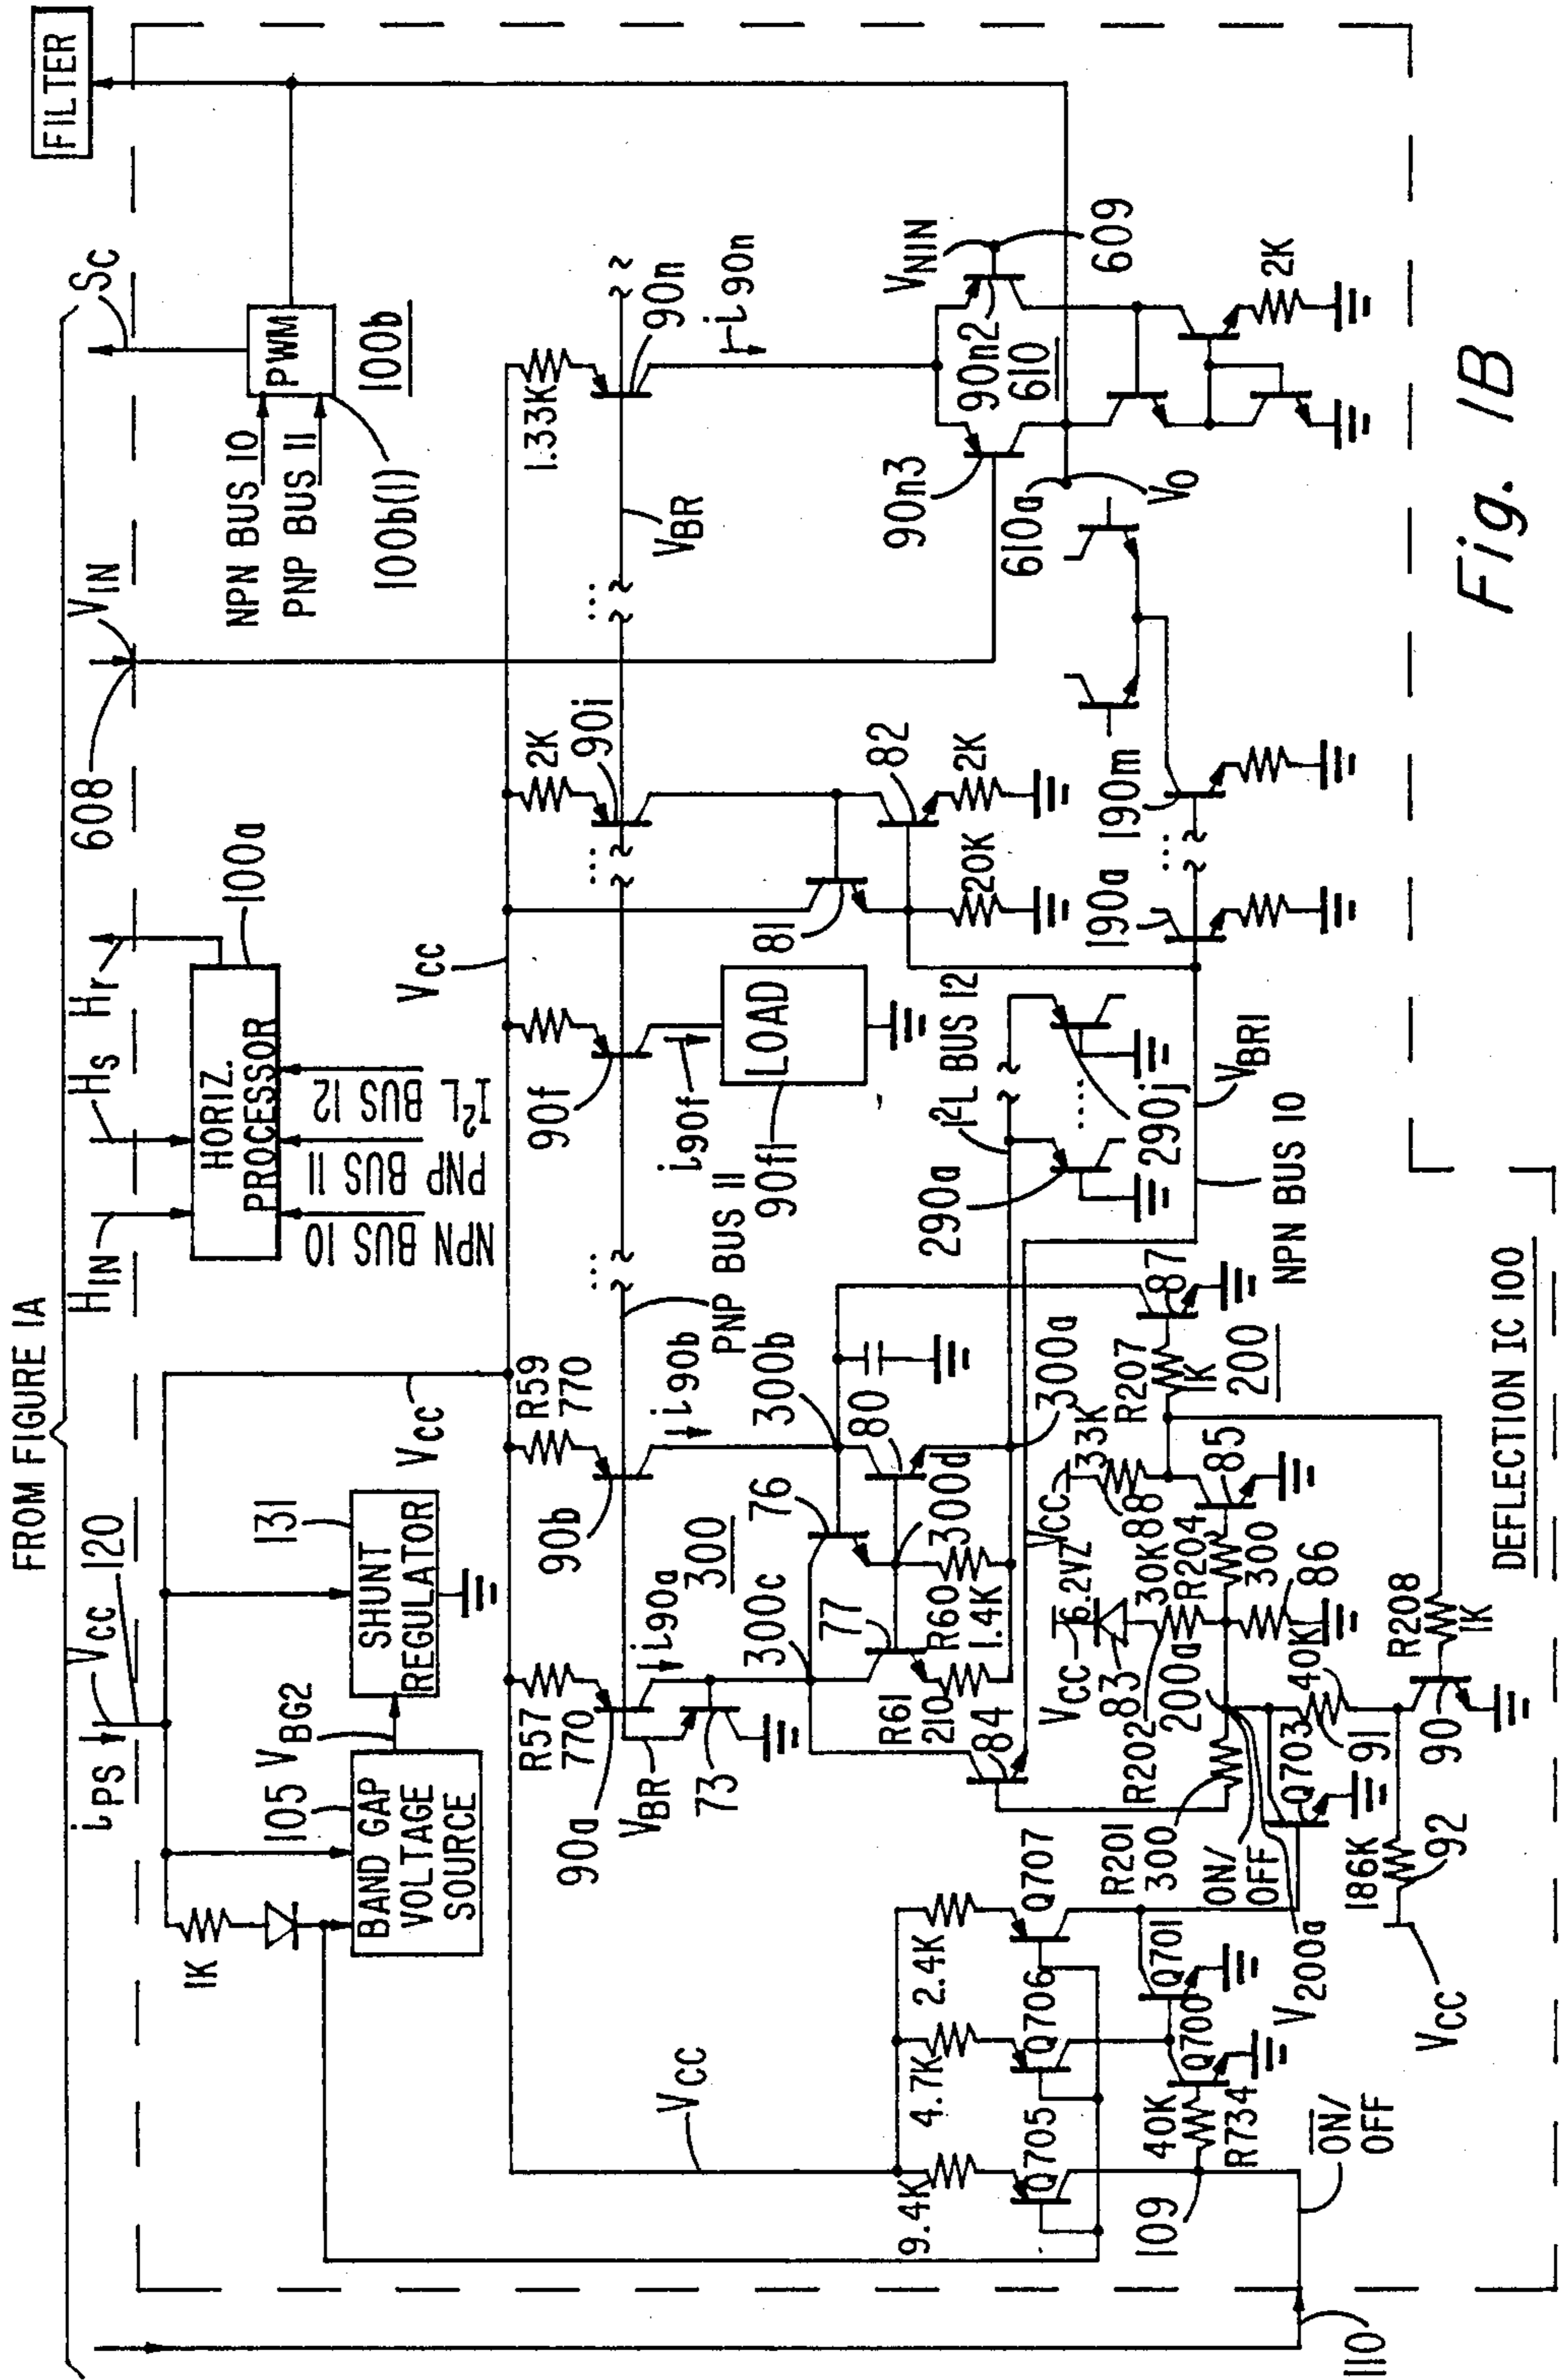 FROM FIGURE 1A
FILTER
iPS
VCC
120
HIN
HS
Hr
608
VIN
SC
1K
105
BAND GAP
VOLTAGE
SOURCE
VBG2
131
SHUNT
REGULATOR
HORIZ.
PROCESSOR
100a
NPN BUS 10
PNP BUS 11
I²L BUS 12
NPN BUS 10
PNP BUS 11
PWM
100b
100b(1)
VCC
VCC
VCC
R57
770
R59
770
2K
1.33K
90a
VBR
73
i90a
90b
i90b
PNP BUS 11
90f
i90f
LOAD
90f1
90i
VBR
90n
i90n
300
300c
300b
76
77
80
300d
R60
1.4K
R61
210
300a
81
82
20K
2K
90n3
90n2
610
VNIN
609
610a
VO
2K
I²L BUS 12
290a
290j
190a
190m
VBR1
NPN BUS 10
84
VCC
6.2VZ
83
30K
R202
VCC
33K
88
R204
300
85
R207
1K
87
200
86
200a
R201
300
ON/
OFF
V200a
Q703
40K
91
R208
1K
90
186K
92
VCC
9.4K
4.7K
2.4K
Q705
Q706
Q707
Q701
Q700
40K
R734
109
ON/
OFF
110
DEFLECTION IC 100
Fig. 1B